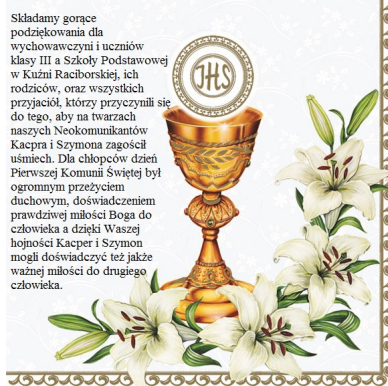 Składamy gorące
podziękowania dla
wychowawczyni i uczniów
klasy III a Szkoły Podstawowej
w Kuźni Raciborskiej, ich
rodziców, oraz wszystkich
przyjaciół, którzy przyczynili się
do tego, aby na twarzach
naszych Neokomunikantów
Kacpra i Szymona zagościł
uśmiech. Dla chłopców dzień
Pierwszej Komunii Świętej był
ogromnym przeżyciem
duchowym, doświadczeniem
prawdziwej miłości Boga do
człowieka a dzięki Waszej
hojności Kacper i Szymon
mogli doświadczyć też jakże
ważnej miłości do drugiego
człowieka.
JHS